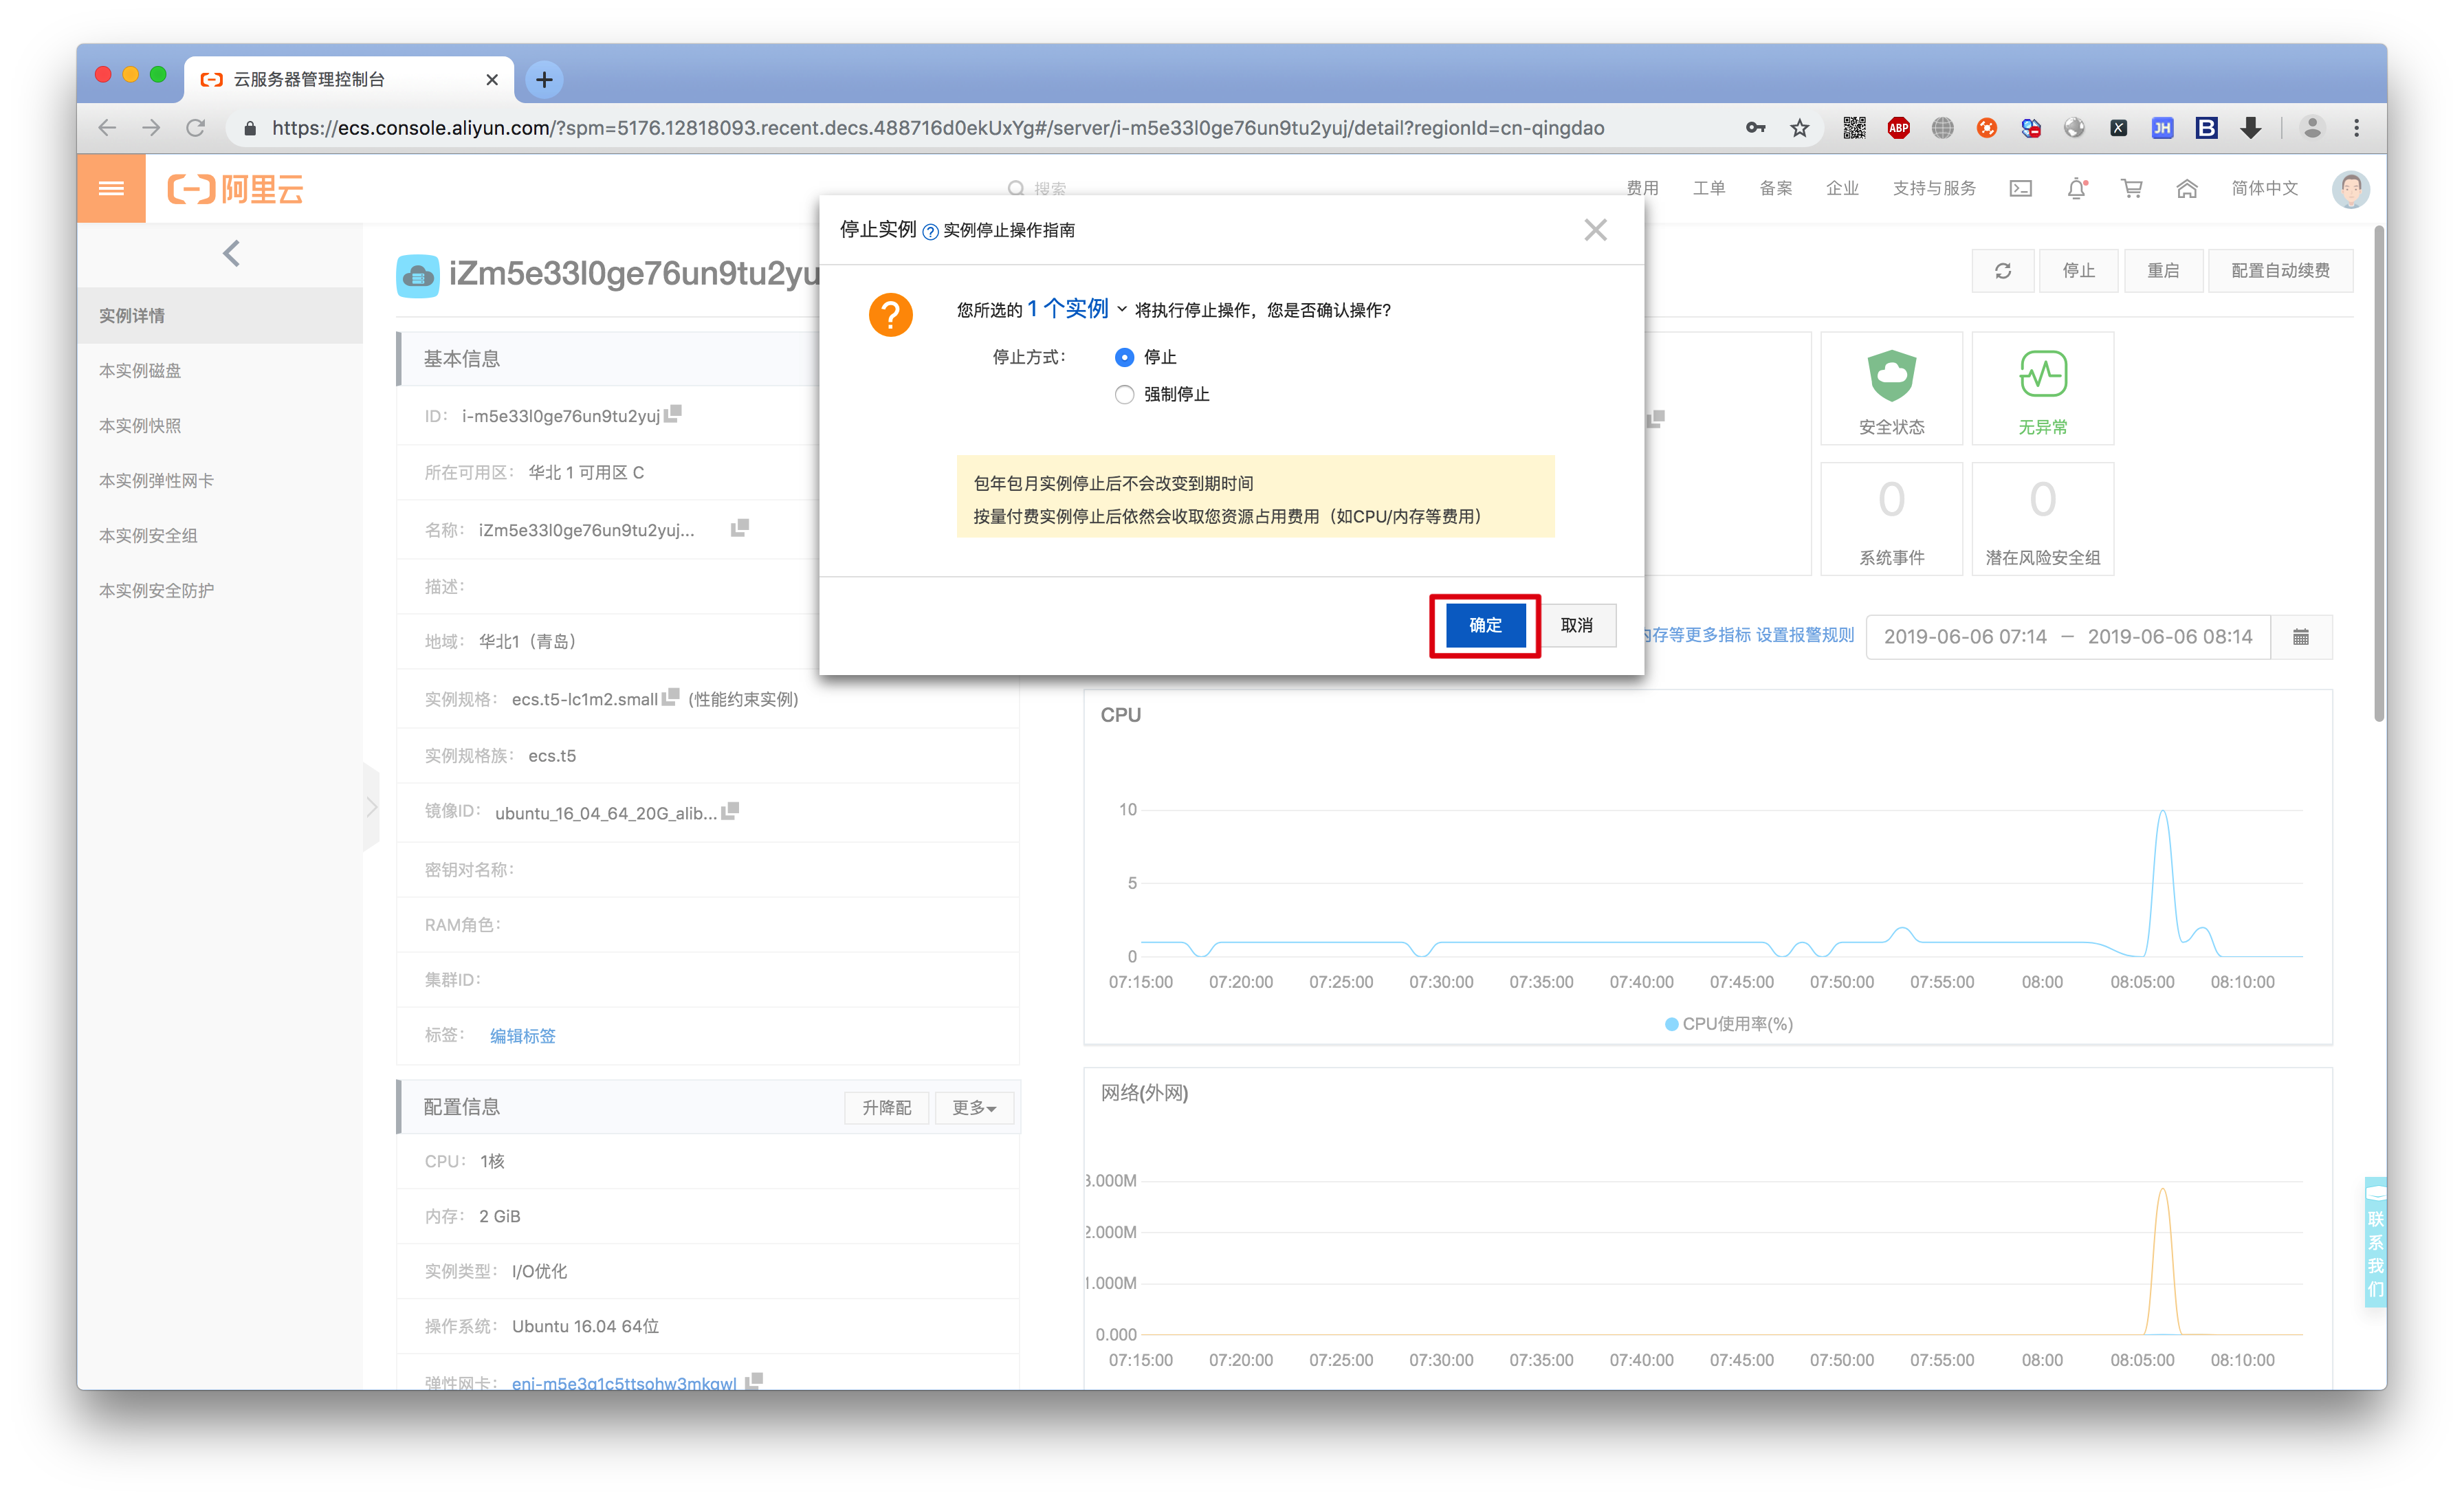 云服务器管理控制台
https://ecs.console.aliyun.com/?spm=5176.12818093.recent.decs.488716d0ekUxYg#/server/i-m5e33l0ge76un9tu2yuj/detail?regionId=cn-qingdao
ABP
JH
B
阿里云
搜索
费用
工单
备案
企业
支持与服务
简体中文
停止实例 ? 实例停止操作指南
您所选的 1 个实例 将执行停止操作，您是否确认操作?
停止方式：
停止
强制停止
包年包月实例停止后不会改变到期时间
按量付费实例停止后依然会收取您资源占用费用（如CPU/内存等费用）
确定
取消
实例详情
本实例磁盘
本实例快照
本实例弹性网卡
本实例安全组
本实例安全防护
iZm5e33l0ge76un9tu2yu
停止
重启
配置自动续费
基本信息
ID： i-m5e33l0ge76un9tu2yuj
所在可用区： 华北 1 可用区 C
名称： iZm5e33l0ge76un9tu2yuj...
描述：
地域： 华北1（青岛）
实例规格： ecs.t5-lc1m2.small (性能约束实例)
实例规格族： ecs.t5
镜像ID： ubuntu_16_04_64_20G_alib...
密钥对名称：
RAM角色：
集群ID：
标签： 编辑标签
配置信息
升降配
更多
CPU： 1核
内存： 2 GiB
实例类型： I/O优化
操作系统： Ubuntu 16.04 64位
弹性网卡： eni-m5e3g1c5ttsohw3mkqwl
安全状态
无异常
0
系统事件
0
潜在风险安全组
内存等更多指标 设置报警规则
2019-06-06 07:14 – 2019-06-06 08:14
CPU
10
5
0
07:15:00 07:20:00 07:25:00 07:30:00 07:35:00 07:40:00 07:45:00 07:50:00 07:55:00 08:00 08:05:00 08:10:00
CPU使用率(%)
网络(外网)
3.000M
2.000M
1.000M
0.000
07:15:00 07:20:00 07:25:00 07:30:00 07:35:00 07:40:00 07:45:00 07:50:00 07:55:00 08:00 08:05:00 08:10:00
联系我们